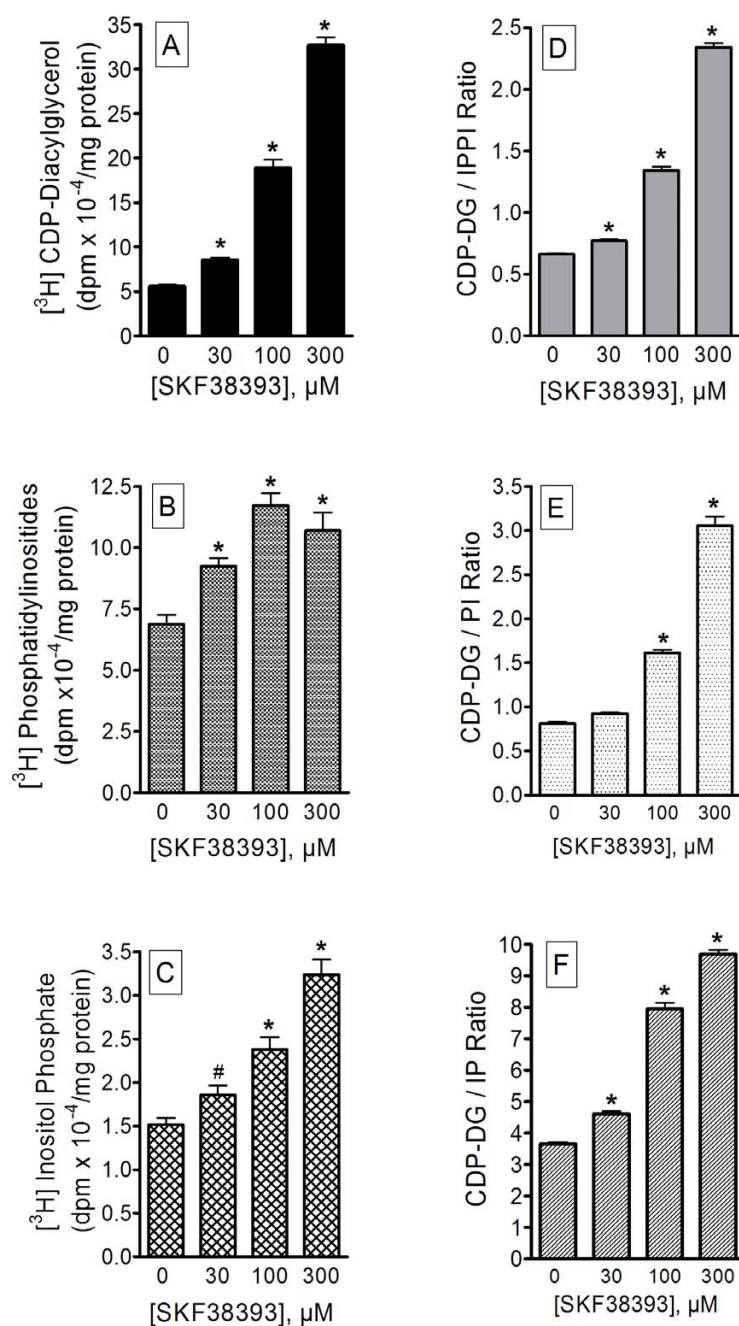 A
[³H] CDP-Diacylglycerol
(dpm x 10⁻⁴/mg protein)
35
30
25
20
15
10
5
0
*
*
*
0 30 100 300
[SKF38393], µM
D
CDP-DG / IPPI Ratio
2.5
2.0
1.5
1.0
0.5
0.0
*
*
*
0 30 100 300
[SKF38393], µM
B
[³H] Phosphatidylinositides
(dpm x10⁻⁴/mg protein)
12.5
10.0
7.5
5.0
2.5
0.0
*
*
*
0 30 100 300
[SKF38393], µM
E
CDP-DG / PI Ratio
3.5
3.0
2.5
2.0
1.5
1.0
0.5
0.0
*
*
0 30 100 300
[SKF38393], µM
C
[³H] Inositol Phosphate
(dpm x 10⁻⁴/mg protein)
3.5
3.0
2.5
2.0
1.5
1.0
0.5
0.0
#
*
*
0 30 100 300
[SKF38393], µM
F
CDP-DG / IP Ratio
10
9
8
7
6
5
4
3
2
1
0
*
*
*
0 30 100 300
[SKF38393], µM